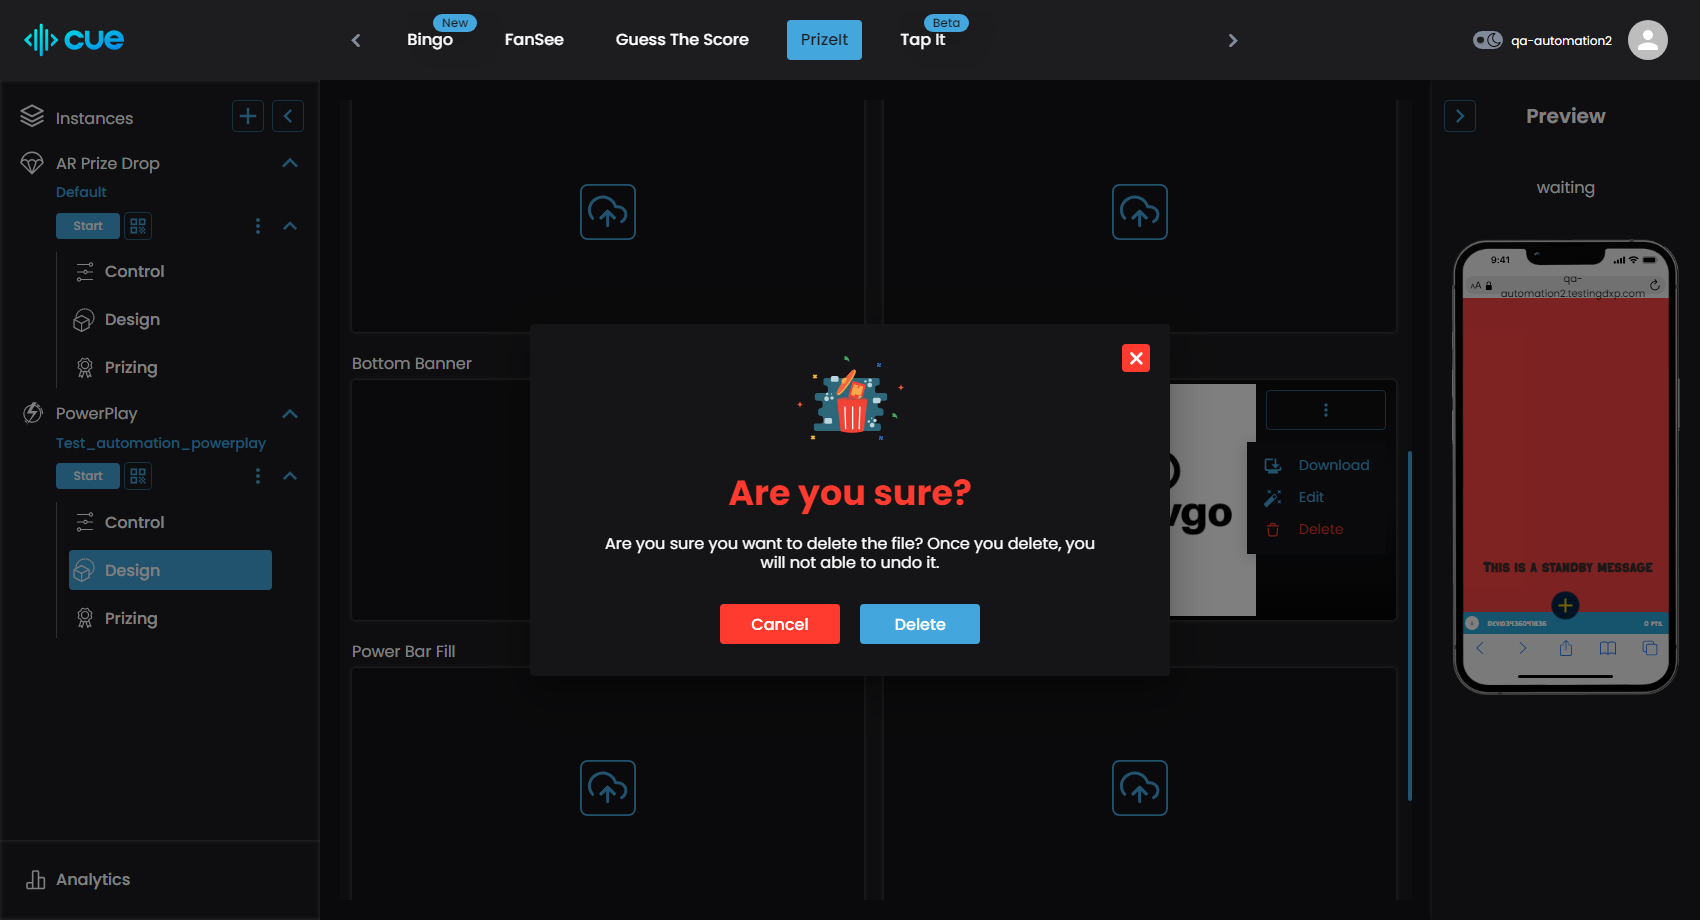 cue
Bingo
New
FanSee
Guess The Score
PrizeIt
Tap It
Beta
qa-automation2
Instances
AR Prize Drop
Default
Start
Control
Design
Prizing
PowerPlay
Test_automation_powerplay
Start
Control
Design
Prizing
Analytics
Bottom Banner
Power Bar Fill
vgo
Download
Edit
Delete
Are you sure?
Are you sure you want to delete the file? Once you delete, you
will not able to undo it.
Cancel
Delete
Preview
waiting
9:41
AA
qa-
automation2.testingdxp.com
This is a standby message
0 pts.